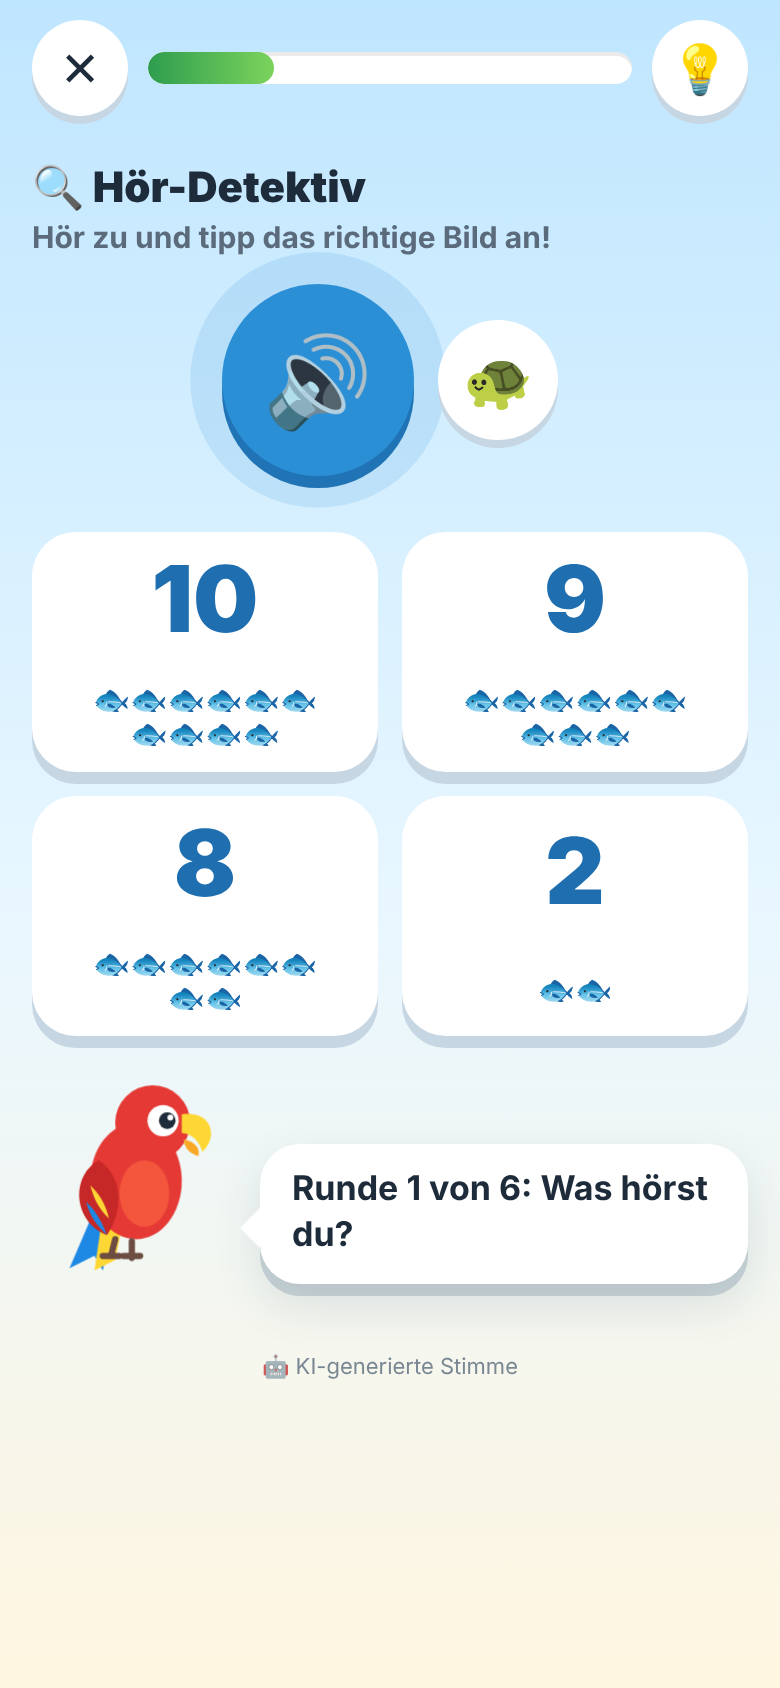 Hör-Detektiv
Hör zu und tipp das richtige Bild an!
10
9
8
2
Runde 1 von 6: Was hörst
du?
KI-generierte Stimme